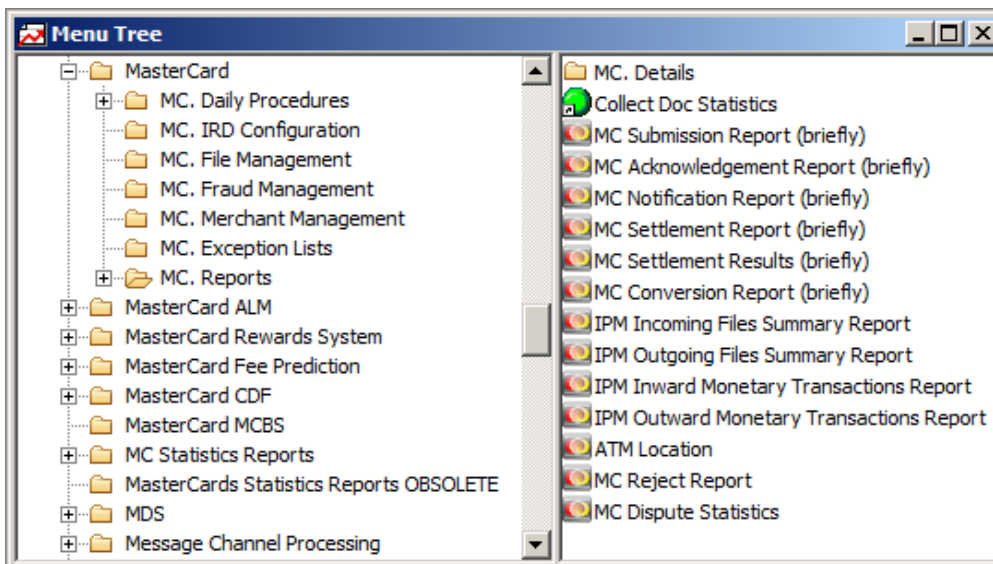 Menu Tree
MasterCard
MC. Daily Procedures
MC. IRD Configuration
MC. File Management
MC. Fraud Management
MC. Merchant Management
MC. Exception Lists
MC. Reports
MasterCard ALM
MasterCard Rewards System
MasterCard Fee Prediction
MasterCard CDF
MasterCard MCBS
MC Statistics Reports
MasterCards Statistics Reports OBSOLETE
MDS
Message Channel Processing
MC. Details
Collect Doc Statistics
MC Submission Report (briefly)
MC Acknowledgement Report (briefly)
MC Notification Report (briefly)
MC Settlement Report (briefly)
MC Settlement Results (briefly)
MC Conversion Report (briefly)
IPM Incoming Files Summary Report
IPM Outgoing Files Summary Report
IPM Inward Monetary Transactions Report
IPM Outward Monetary Transactions Report
ATM Location
MC Reject Report
MC Dispute Statistics